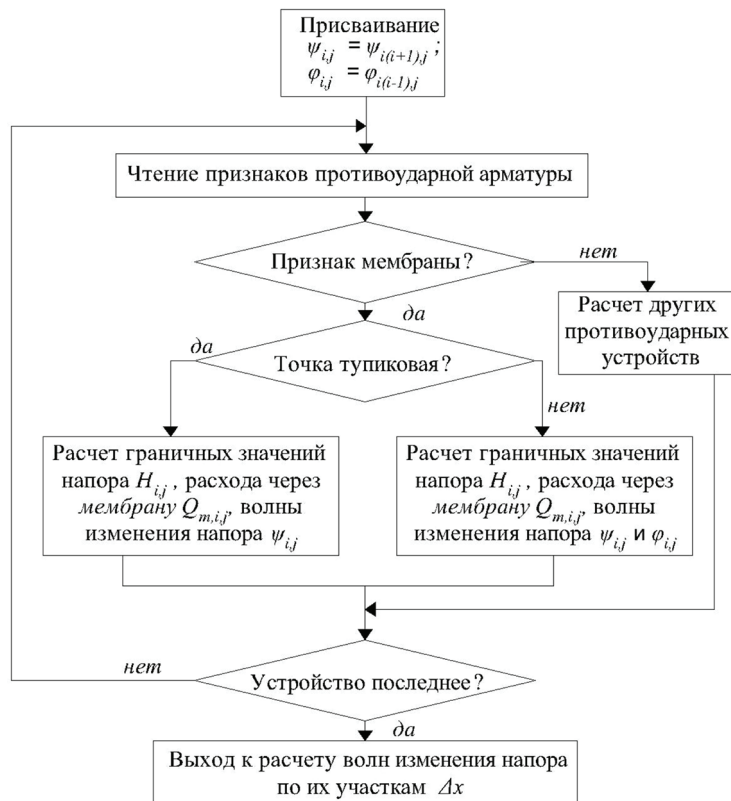 Присваивание
ψi,j = ψi(i+1),j ;
φi,j = φi(i-1),j
Чтение признаков противоударной арматуры
Признак мембраны?
нет
да
Расчет других
противоударных
устройств
Точка тупиковая?
да
нет
Расчет граничных значений
напора Hi,j , расхода через
мембрану Qm,i,j, волны
изменения напора ψi,j
Расчет граничных значений
напора Hi,j , расхода через
мембрану Qm,i,j, волны
изменения напора ψi,j и φi,j
Устройство последнее?
нет
да
Выход к расчету волн изменения напора
по их участкам Δx